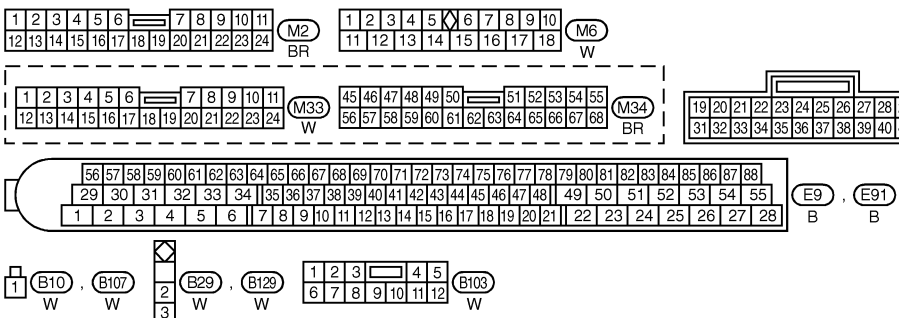 1 2 3 4 5 6 7 8 9 10 11 M2 1 2 3 4 5 6 7 8 9 10 M6
12 13 14 15 16 17 18 19 20 21 22 23 24 BR 11 12 13 14 15 16 17 18 W
1 2 3 4 5 6 7 8 9 10 11 M33 45 46 47 48 49 50 51 52 53 54 55 M34 19 20 21 22 23 24 25 26 27 28
12 13 14 15 16 17 18 19 20 21 22 23 24 W 56 57 58 59 60 61 62 63 64 65 66 67 68 BR 31 32 33 34 35 36 37 38 39 40
56 57 58 59 60 61 62 63 64 65 66 67 68 69 70 71 72 73 74 75 76 77 78 79 80 81 82 83 84 85 86 87 88
29 30 31 32 33 34 35 36 37 38 39 40 41 42 43 44 45 46 47 48 49 50 51 52 53 54 55 E9 , E91
1 2 3 4 5 6 7 8 9 10 11 12 13 14 15 16 17 18 19 20 21 22 23 24 25 26 27 28 B B
1 B10 , B107 2 B29 , B129 1 2 3 4 5 B103
W W 3 W W 6 7 8 9 10 11 12 W